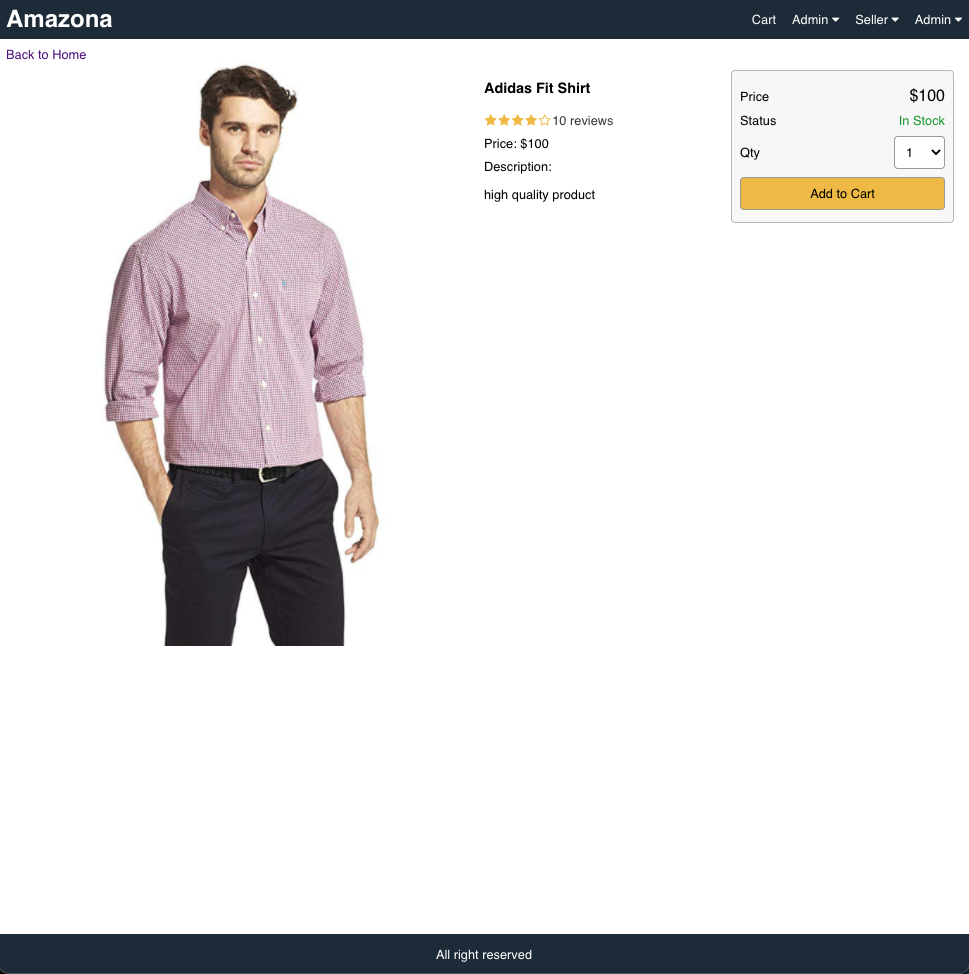 Amazona
Cart Admin Seller Admin
Back to Home
Adidas Fit Shirt
10 reviews
Price: $100
Description:
high quality product
Price $100
Status In Stock
Qty 1
Add to Cart
All right reserved